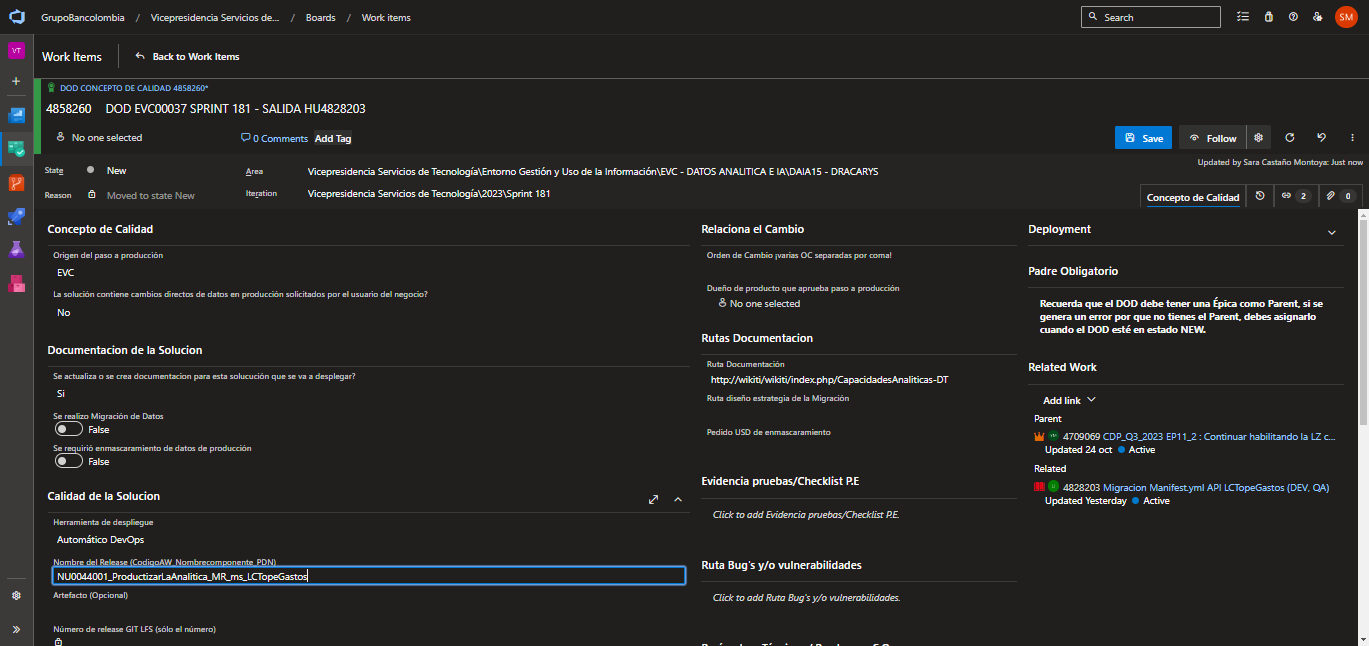 GrupoBancolombia / Vicepresidencia Servicios de... / Boards / Work items
Search
SM
VT
Work Items
Back to Work Items
DOD CONCEPTO DE CALIDAD 4858260*
4858260 DOD EVC00037 SPRINT 181 - SALIDA HU4828203
No one selected
0 Comments
Add Tag
Save
Follow
State New
Area Vicepresidencia Servicios de Tecnología\Entorno Gestión y Uso de la Información\EVC - DATOS ANALITICA E IA\DAIA15 - DRACARYS
Updated by Sara Castaño Montoya: Just now
Reason Moved to state New
Iteration Vicepresidencia Servicios de Tecnología\2023\Sprint 181
Concepto de Calidad
2
0
Concepto de Calidad
Origen del paso a producción
EVC
La solución contiene cambios directos de datos en producción solicitados por el usuario del negocio?
No
Documentacion de la Solucion
Se actualiza o se crea documentacion para esta solucución que se va a desplegar?
Si
Se realizo Migración de Datos
False
Se requirió enmascaramiento de datos de producción
False
Calidad de la Solucion
Herramienta de despliegue
Automático DevOps
Nombre del Release (CodigoAW_Nombrecomponente_PDN)
NU0044001_ProductizarLaAnalitica_MR_ms_LCTopeGastos
Artefacto (Opcional)
Número de release GIT LFS (sólo el número)
Relaciona el Cambio
Orden de Cambio ¡varias OC separadas por coma!
Dueño de producto que aprueba paso a producción
No one selected
Rutas Documentacion
Ruta Documentación
http://wikiti/wikiti/index.php/CapacidadesAnaliticas-DT
Ruta diseño estrategia de la Migración
Pedido USD de enmascaramiento
Evidencia pruebas/Checklist P.E
Click to add Evidencia pruebas/Checklist P.E.
Ruta Bug's y/o vulnerabilidades
Click to add Ruta Bug's y/o vulnerabilidades.
Deployment
Padre Obligatorio
Recuerda que el DOD debe tener una Épica como Parent, si se
genera un error por que no tienes el Parent, debes asignarlo
cuando el DOD esté en estado NEW.
Related Work
Add link
Parent
4709069 CDP_Q3_2023 EP11_2 : Continuar habilitando la LZ c...
Updated 24 oct Active
Related
4828203 Migracion Manifest.yml API LCTopeGastos (DEV, QA)
Updated Yesterday Active